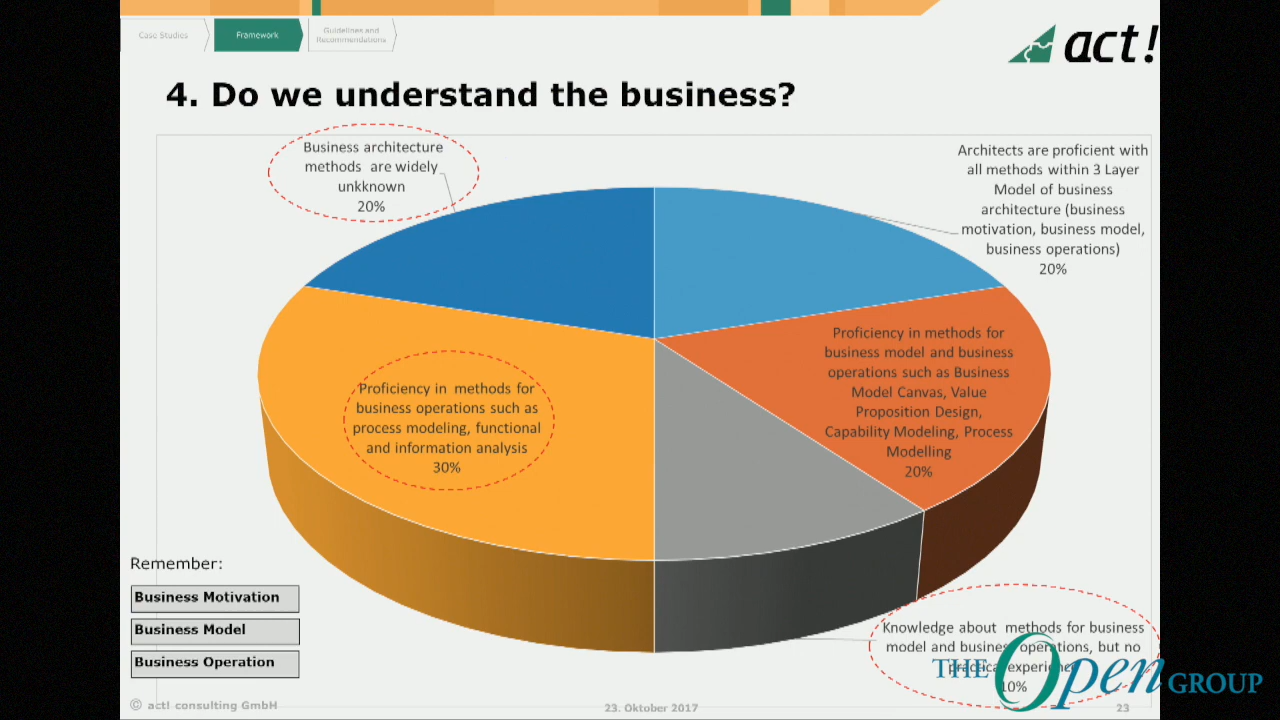 Case Studies
Framework
Guidelines and
Recommendations
act!
4. Do we understand the business?
Business architecture
methods are widely
unkknown
20%
Architects are proficient with
all methods within 3 Layer
Model of business
architecture (business
motivation, business model,
business operations)
20%
Proficiency in methods for
business model and business
operations such as Business
Model Canvas, Value
Proposition Design,
Capability Modeling, Process
Modelling
20%
Proficiency in methods for
business operations such as
process modeling, functional
and information analysis
30%
Knowledge about methods for business
model and business operations, but no
practical experience
10%
Remember:
Business Motivation
Business Model
Business Operation
© act! consulting GmbH
23. Oktober 2017
23
THE Open GROUP